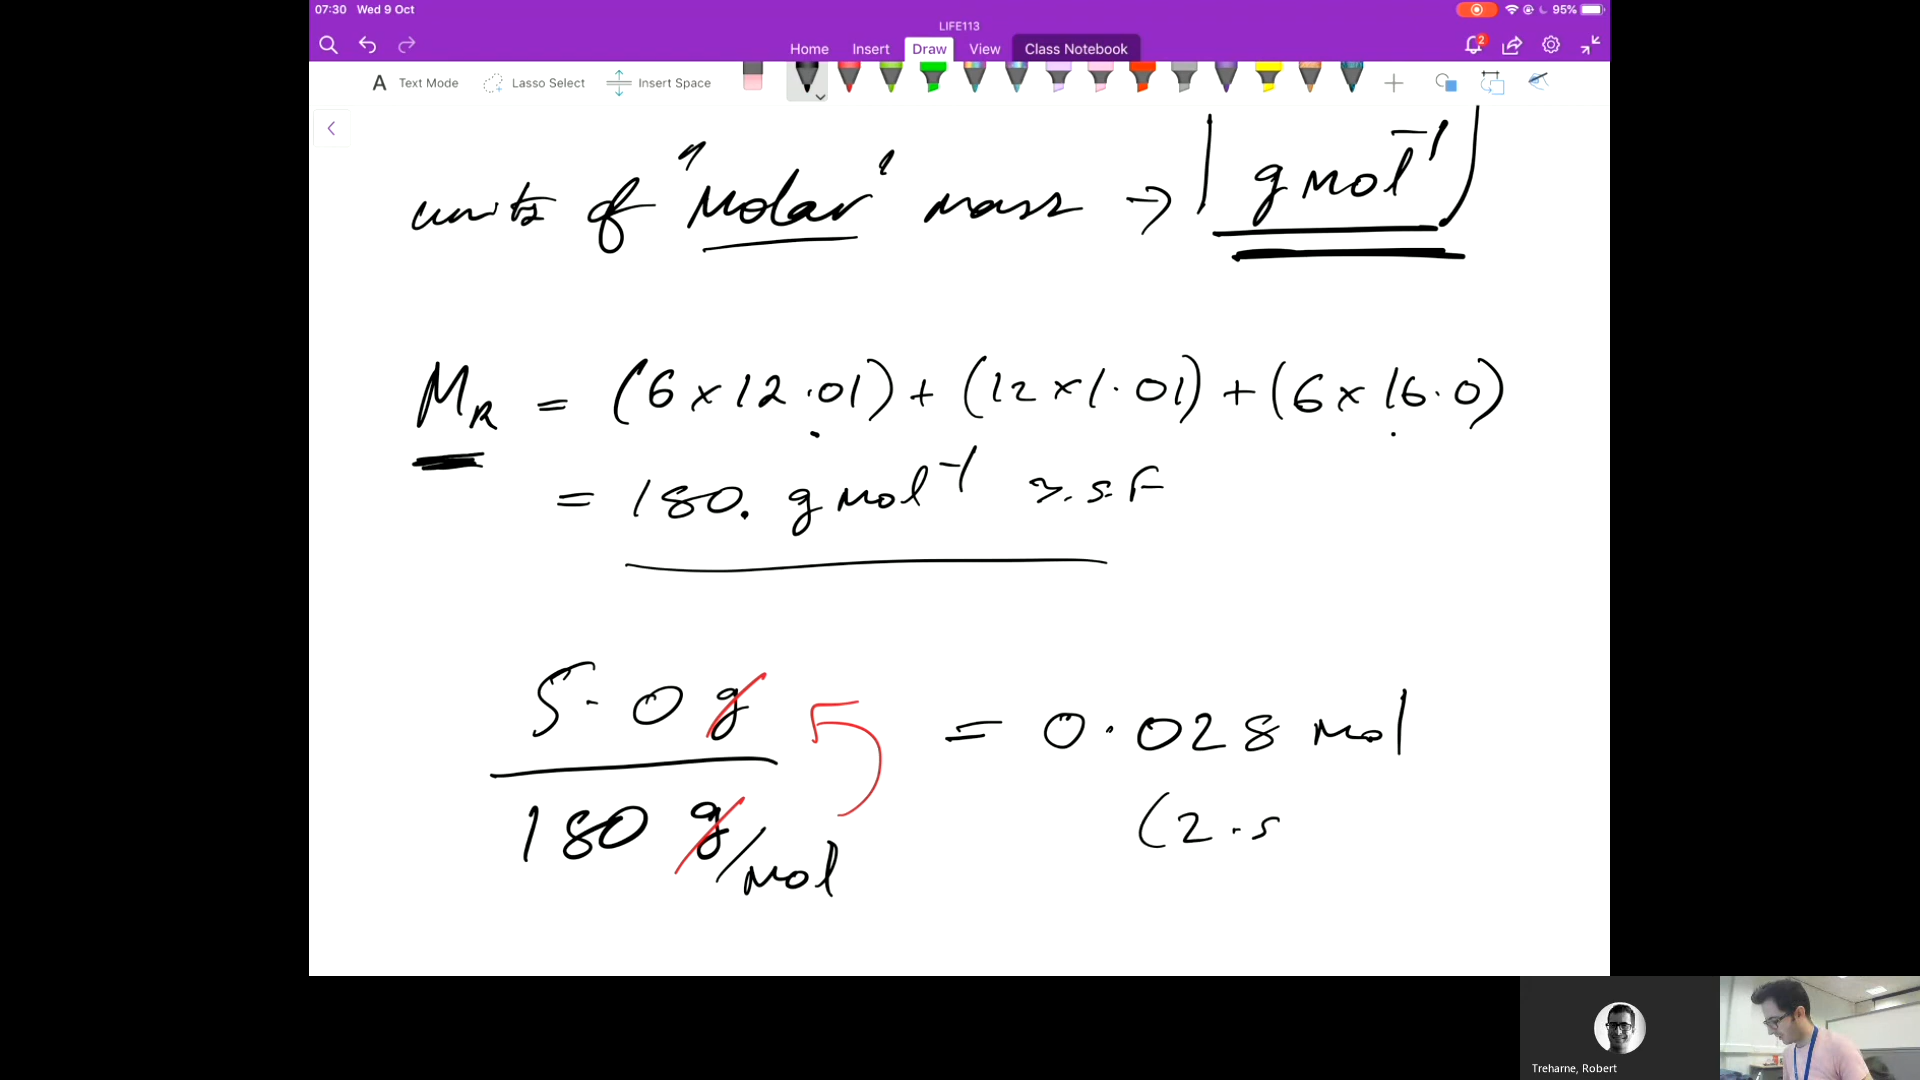 07:30 Wed 9 Oct
95%
LIFE113
Home Insert Draw View Class Notebook
2
A Text Mode Lasso Select Insert Space
units of "Molar" mass → | g mol⁻¹ |
MR = (6 × 12.01) + (12 × 1.01) + (6 × 16.0)
= 180. g mol⁻¹ 3.S.F
5.0 g
= 0.028 mol
180 g/mol
(2.s
Treharne, Robert